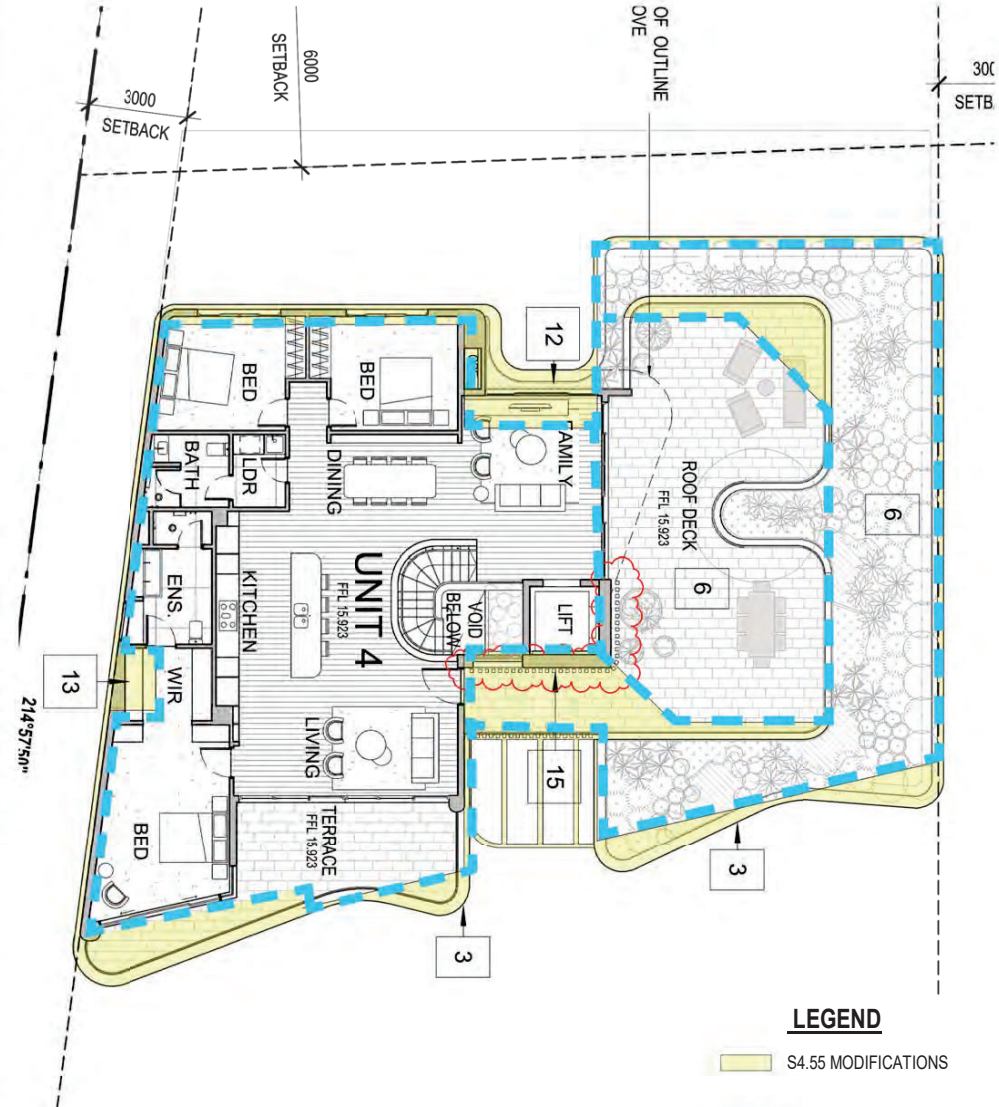 OF OUTLINE
OVE
6000
SETBACK
3000
SETBACK
300
SETB
12
BED
BED
BATH
LDR
DINING
AMILY
ROOF DECK
FFL 15.923
6
6
ENS.
KITCHEN
UNIT 4
FFL 15.923
VOID
BELOW
LIFT
13
WIR
LIVING
15
BED
TERRACE
FFL 15.923
3
3
214°57'50"
LEGEND
S4.55 MODIFICATIONS